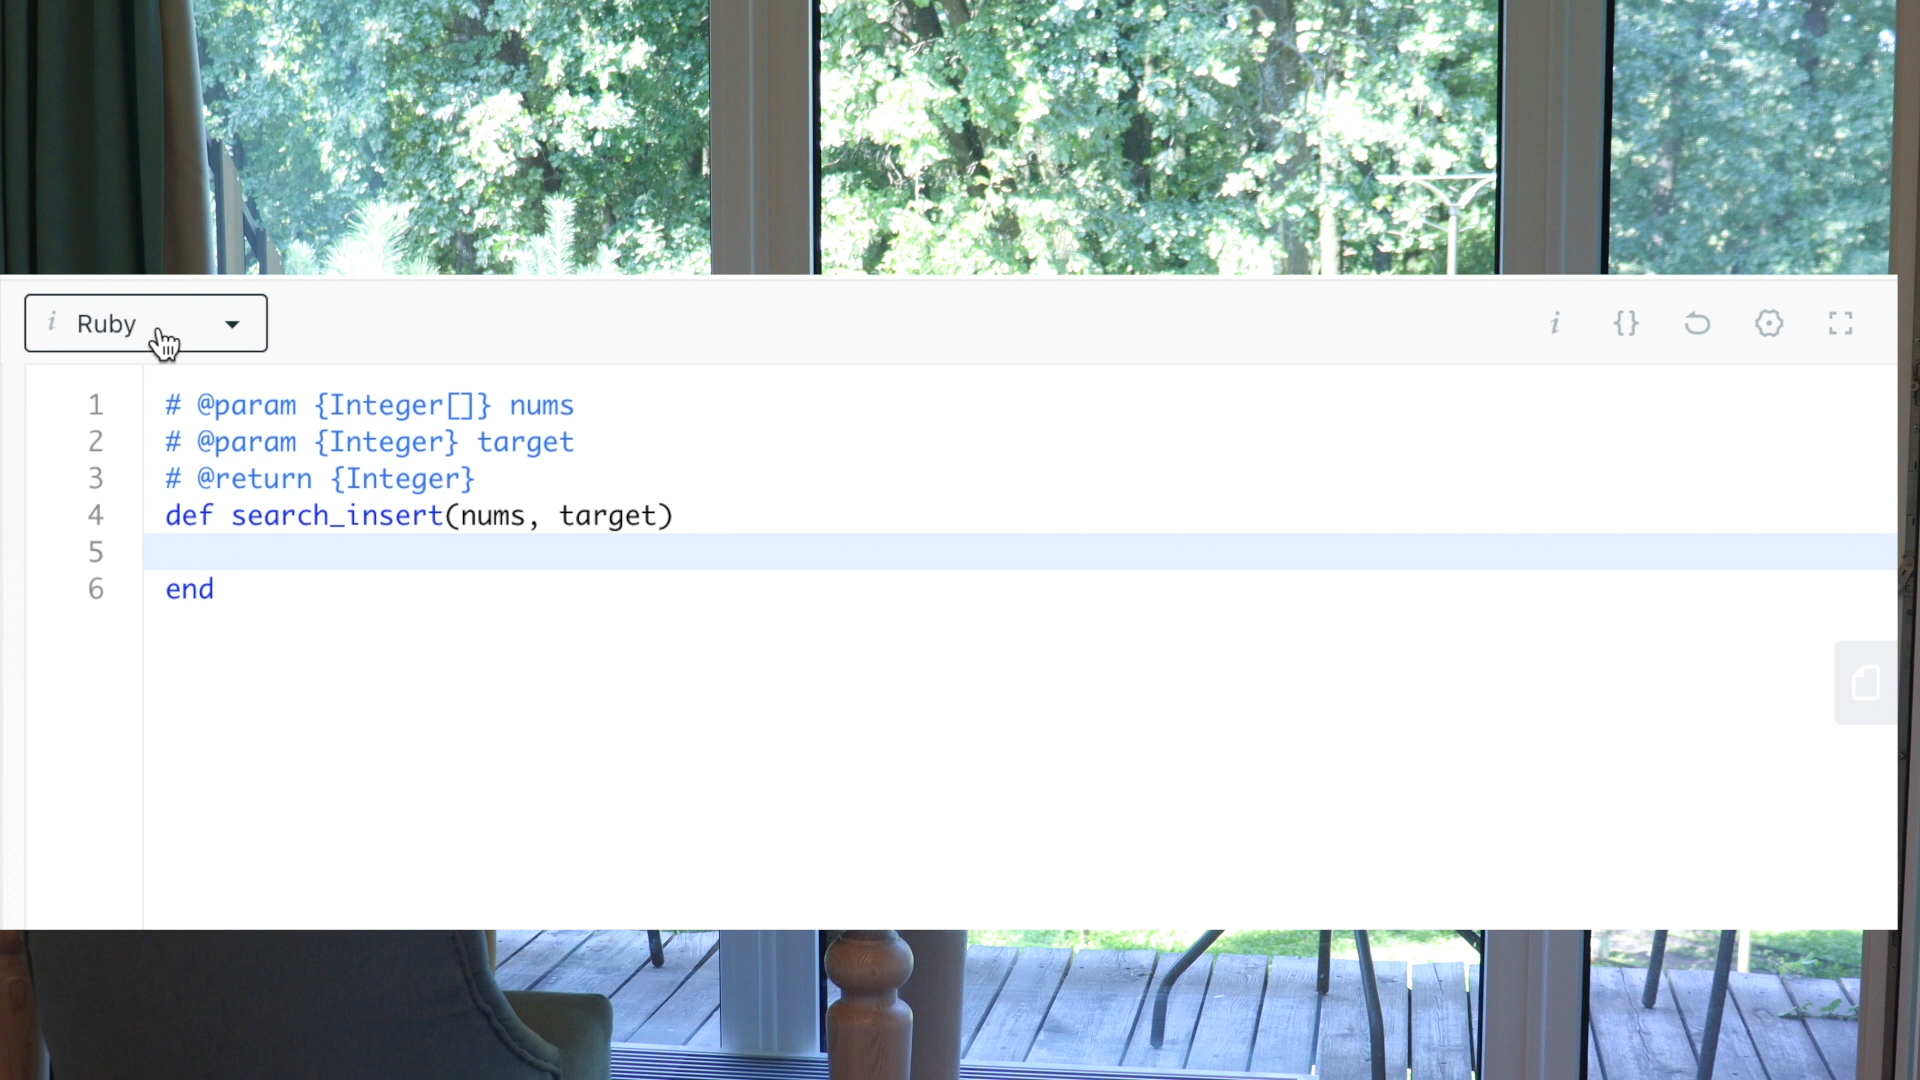 i Ruby
i {}
1 # @param {Integer[]} nums
2 # @param {Integer} target
3 # @return {Integer}
4 def search_insert(nums, target)
5
6 end